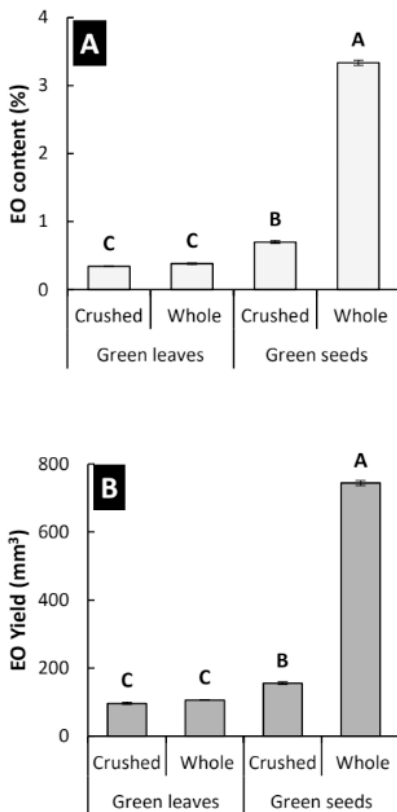 A
EO content (%)
4
3
2
1
0
C
C
B
A
Crushed
Whole
Crushed
Whole
Green leaves
Green seeds
B
EO Yield (mm³)
800
600
400
200
0
C
C
B
A
Crushed
Whole
Crushed
Whole
Green leaves
Green seeds